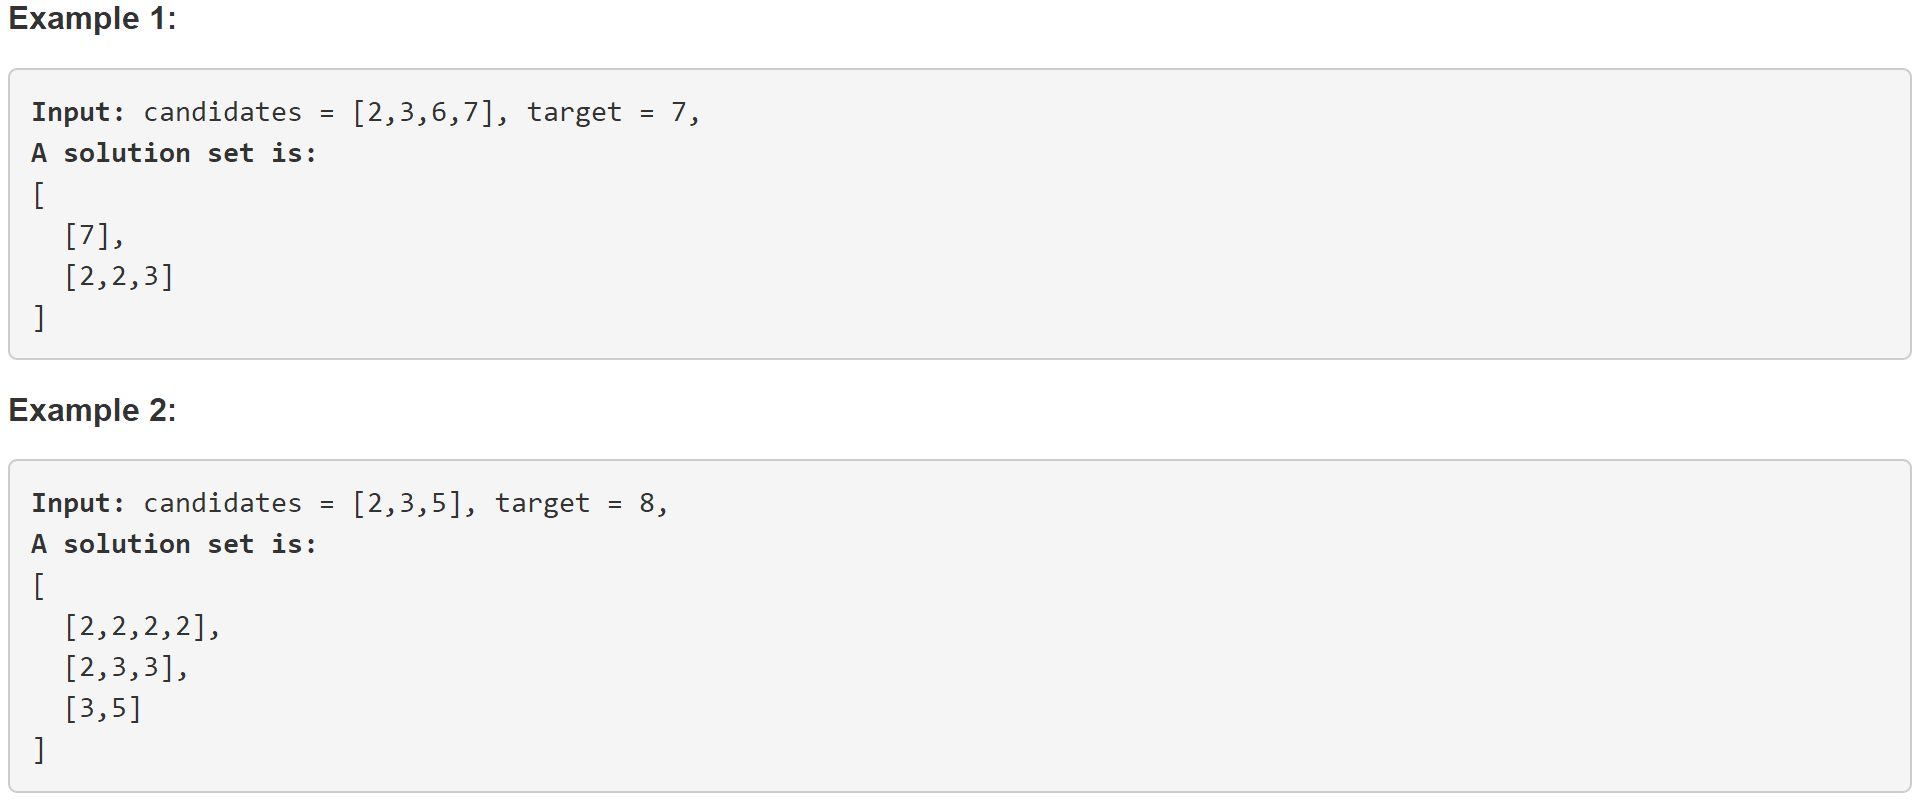 Example 1:
Input: candidates = [2,3,6,7], target = 7,
A solution set is:
[
  [7],
  [2,2,3]
]
Example 2:
Input: candidates = [2,3,5], target = 8,
A solution set is:
[
  [2,2,2,2],
  [2,3,3],
  [3,5]
]